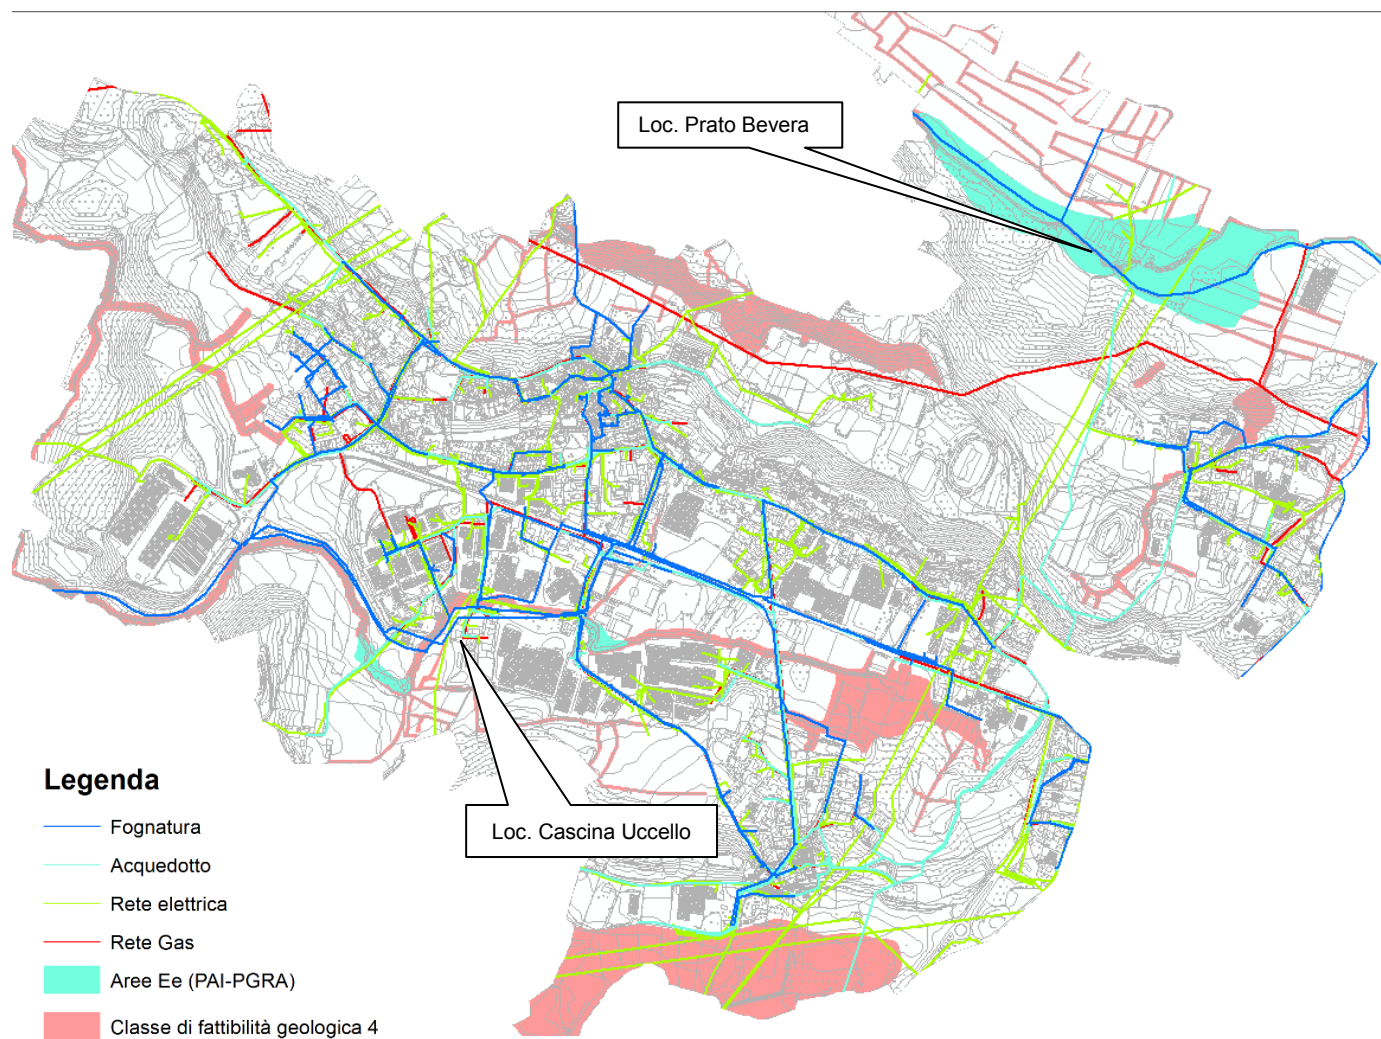 Loc. Prato Bevera
Loc. Cascina Uccello
Legenda
Fognatura
Acquedotto
Rete elettrica
Rete Gas
Aree Ee (PAI-PGRA)
Classe di fattibilità geologica 4